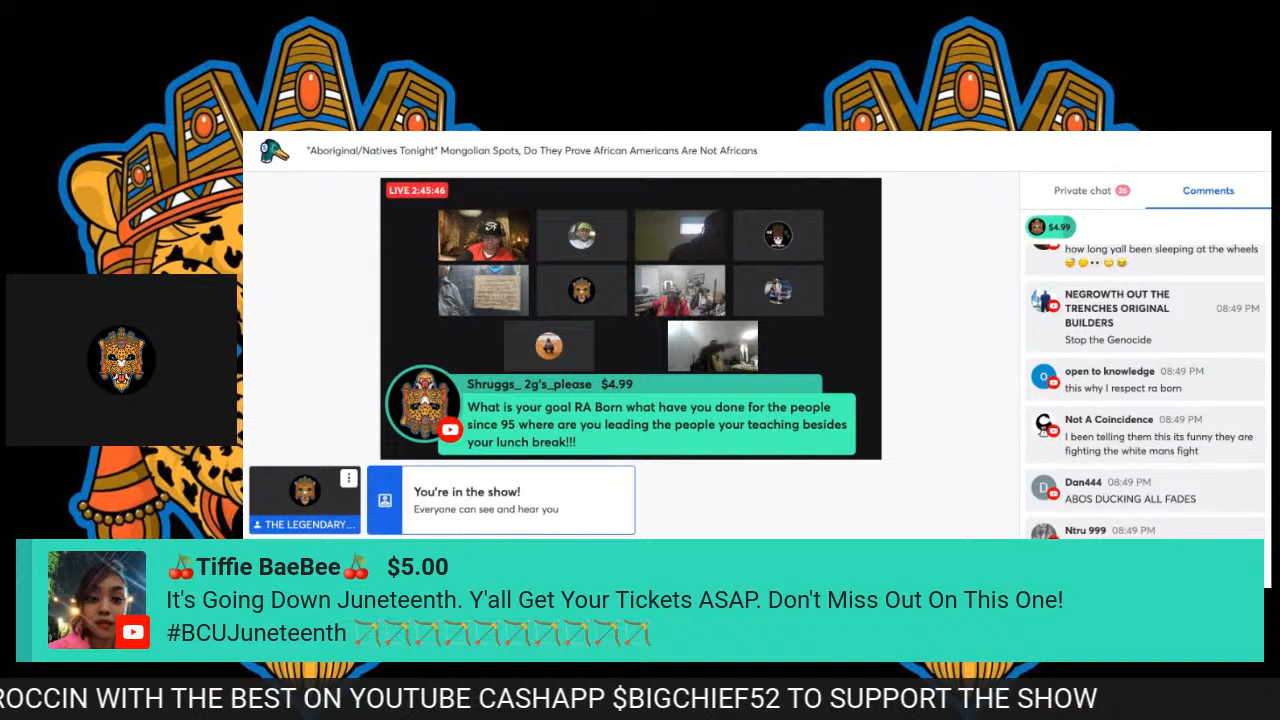 "Aboriginal/Natives Tonight" Mongolian Spots, Do They Prove African Americans Are Not Africans
LIVE 2:45:46
Shruggs_ 2g's_please $4.99
What is your goal RA Born what have you done for the people
since 95 where are you leading the people your teaching besides
your lunch break!!!
THE LEGENDARY...
You're in the show!
Everyone can see and hear you
Private chat 26
Comments
$4.99
how long yall been sleeping at the wheels
NEGROWTH OUT THE
TRENCHES ORIGINAL
BUILDERS
08:49 PM
Stop the Genocide
open to knowledge 08:49 PM
this why I respect ra born
Not A Coincidence 08:49 PM
I been telling them this its funny they are
fighting the white mans fight
Dan444 08:49 PM
ABOS DUCKING ALL FADES
Ntru 999 08:49 PM
🍒Tiffie BaeBee🍒 $5.00
It's Going Down Juneteenth. Y'all Get Your Tickets ASAP. Don't Miss Out On This One!
#BCUJuneteenth 🏹🏹🏹🏹🏹🏹🏹🏹🏹🏹
ROCCIN WITH THE BEST ON YOUTUBE CASHAPP $BIGCHIEF52 TO SUPPORT THE SHOW